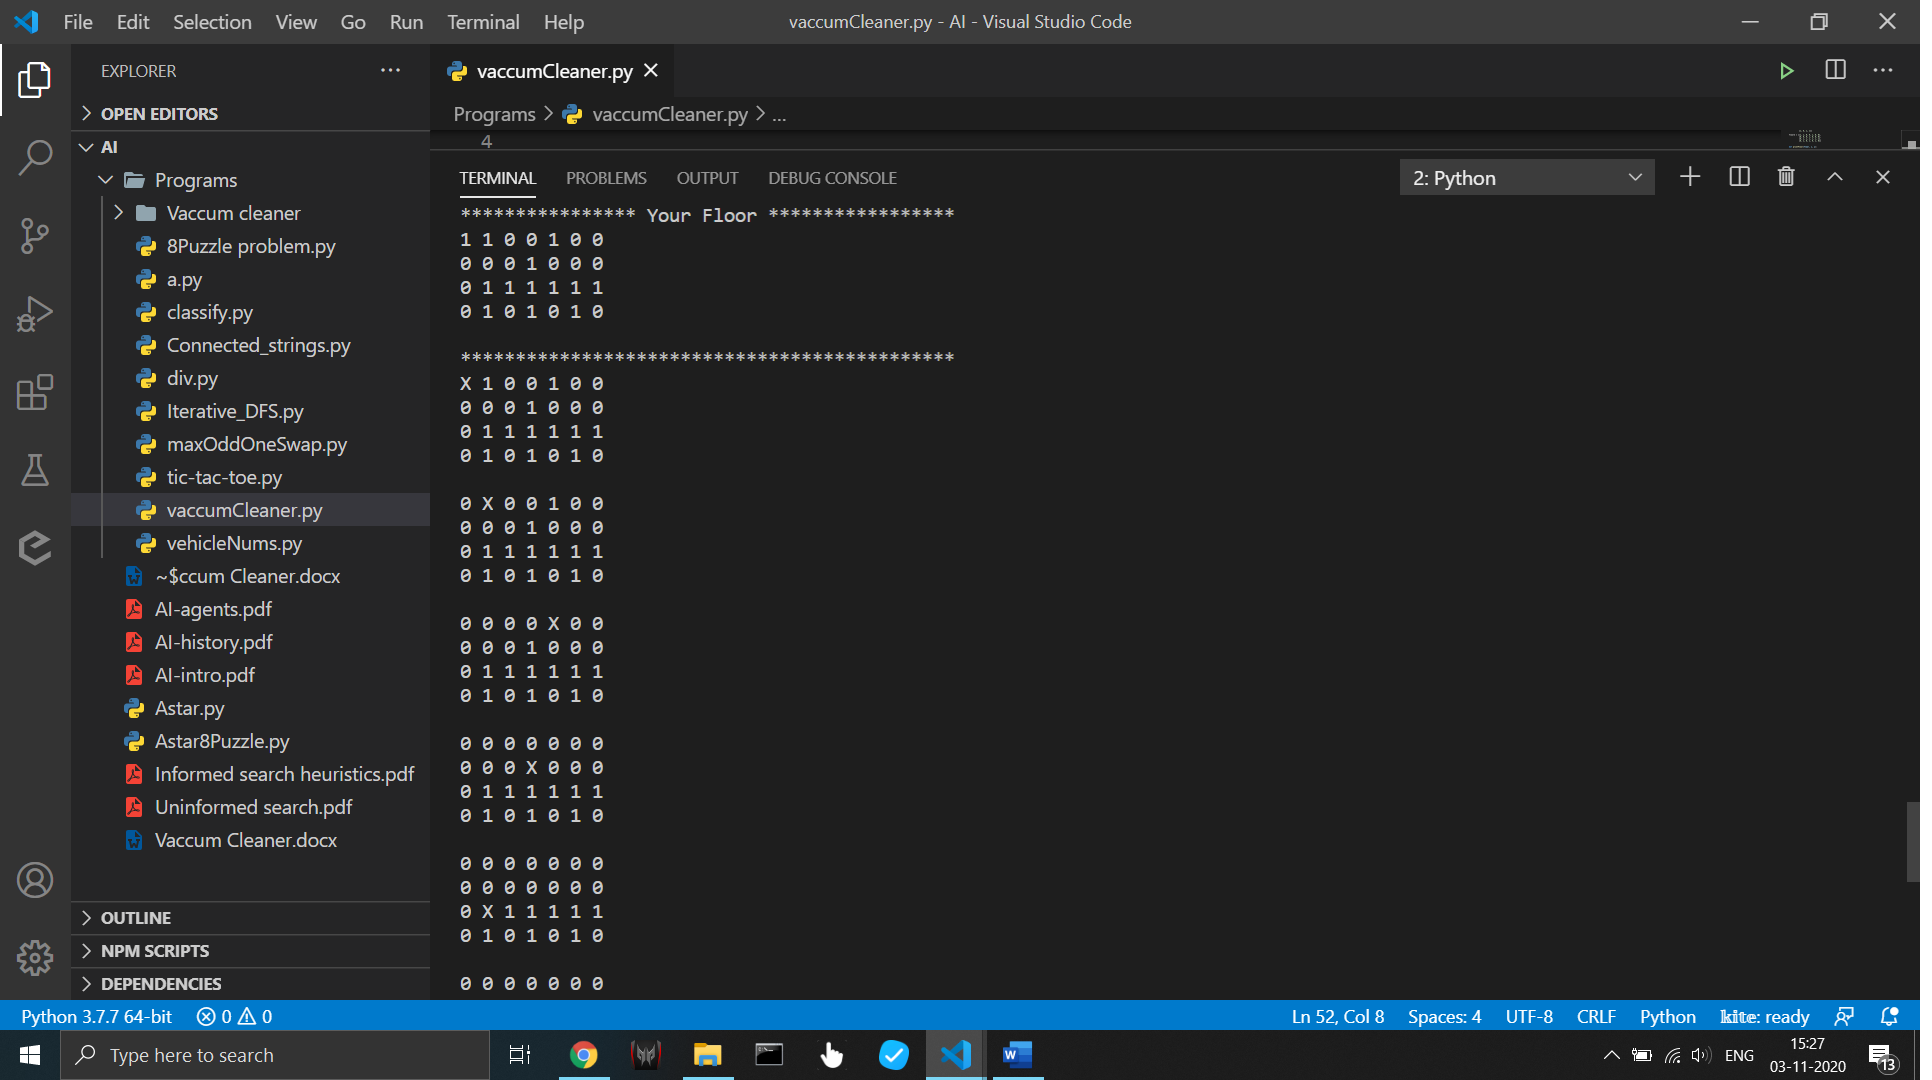 File Edit Selection View Go Run Terminal Help
vaccumCleaner.py - AI - Visual Studio Code
EXPLORER
OPEN EDITORS
AI
Programs
Vaccum cleaner
8Puzzle problem.py
a.py
classify.py
Connected_strings.py
div.py
Iterative_DFS.py
maxOddOneSwap.py
tic-tac-toe.py
vaccumCleaner.py
vehicleNums.py
~$ccum Cleaner.docx
AI-agents.pdf
AI-history.pdf
AI-intro.pdf
Astar.py
Astar8Puzzle.py
Informed search heuristics.pdf
Uninformed search.pdf
Vaccum Cleaner.docx
OUTLINE
NPM SCRIPTS
DEPENDENCIES
vaccumCleaner.py
Programs > vaccumCleaner.py > ...
4
TERMINAL PROBLEMS OUTPUT DEBUG CONSOLE
2: Python
**************** Your Floor *****************
1 1 0 0 1 0 0
0 0 0 1 0 0 0
0 1 1 1 1 1 1
0 1 0 1 0 1 0
*********************************************
X 1 0 0 1 0 0
0 0 0 1 0 0 0
0 1 1 1 1 1 1
0 1 0 1 0 1 0
0 X 0 0 1 0 0
0 0 0 1 0 0 0
0 1 1 1 1 1 1
0 1 0 1 0 1 0
0 0 0 0 X 0 0
0 0 0 1 0 0 0
0 1 1 1 1 1 1
0 1 0 1 0 1 0
0 0 0 0 0 0 0
0 0 0 X 0 0 0
0 1 1 1 1 1 1
0 1 0 1 0 1 0
0 0 0 0 0 0 0
0 0 0 0 0 0 0
0 X 1 1 1 1 1
0 1 0 1 0 1 0
0 0 0 0 0 0 0
Python 3.7.7 64-bit 0 0
Ln 52, Col 8 Spaces: 4 UTF-8 CRLF Python kite: ready
Type here to search
ENG
15:27
03-11-2020
13